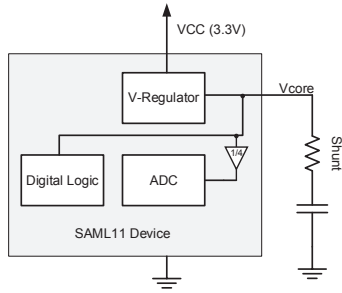 VCC (3.3V)
V-Regulator
Vcore
1/4
Shunt
Digital Logic
ADC
SAML11 Device